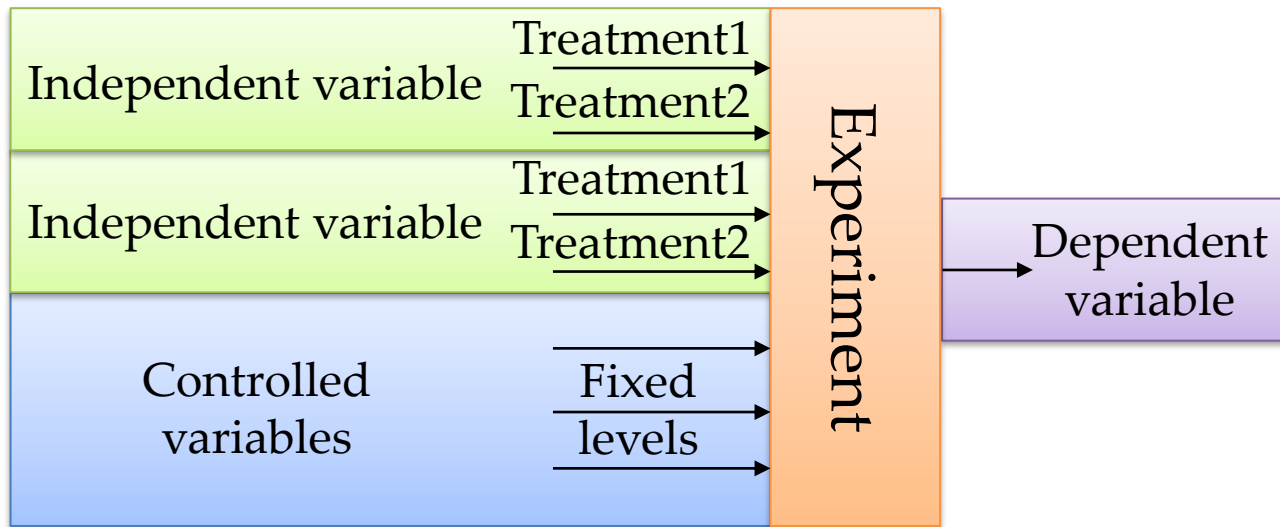 Independent variable
Treatment1
Treatment2
Independent variable
Treatment1
Treatment2
Controlled
variables
Fixed
levels
Experiment
Dependent
variable